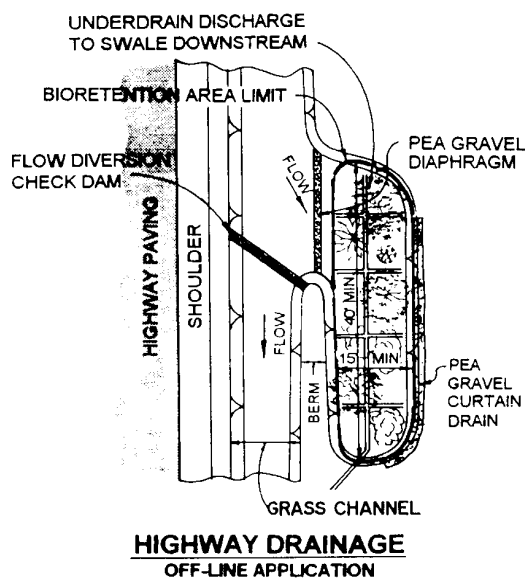 UNDERDRAIN DISCHARGE
TO SWALE DOWNSTREAM
BIORETENTION AREA LIMIT
PEA GRAVEL
DIAPHRAGM
FLOW DIVERSION
CHECK DAM
FLOW
HIGHWAY PAVING
SHOULDER
FLOW
BERM
40' MIN
15' MIN
PEA
GRAVEL
CURTAIN
DRAIN
GRASS CHANNEL
HIGHWAY DRAINAGE
OFF-LINE APPLICATION